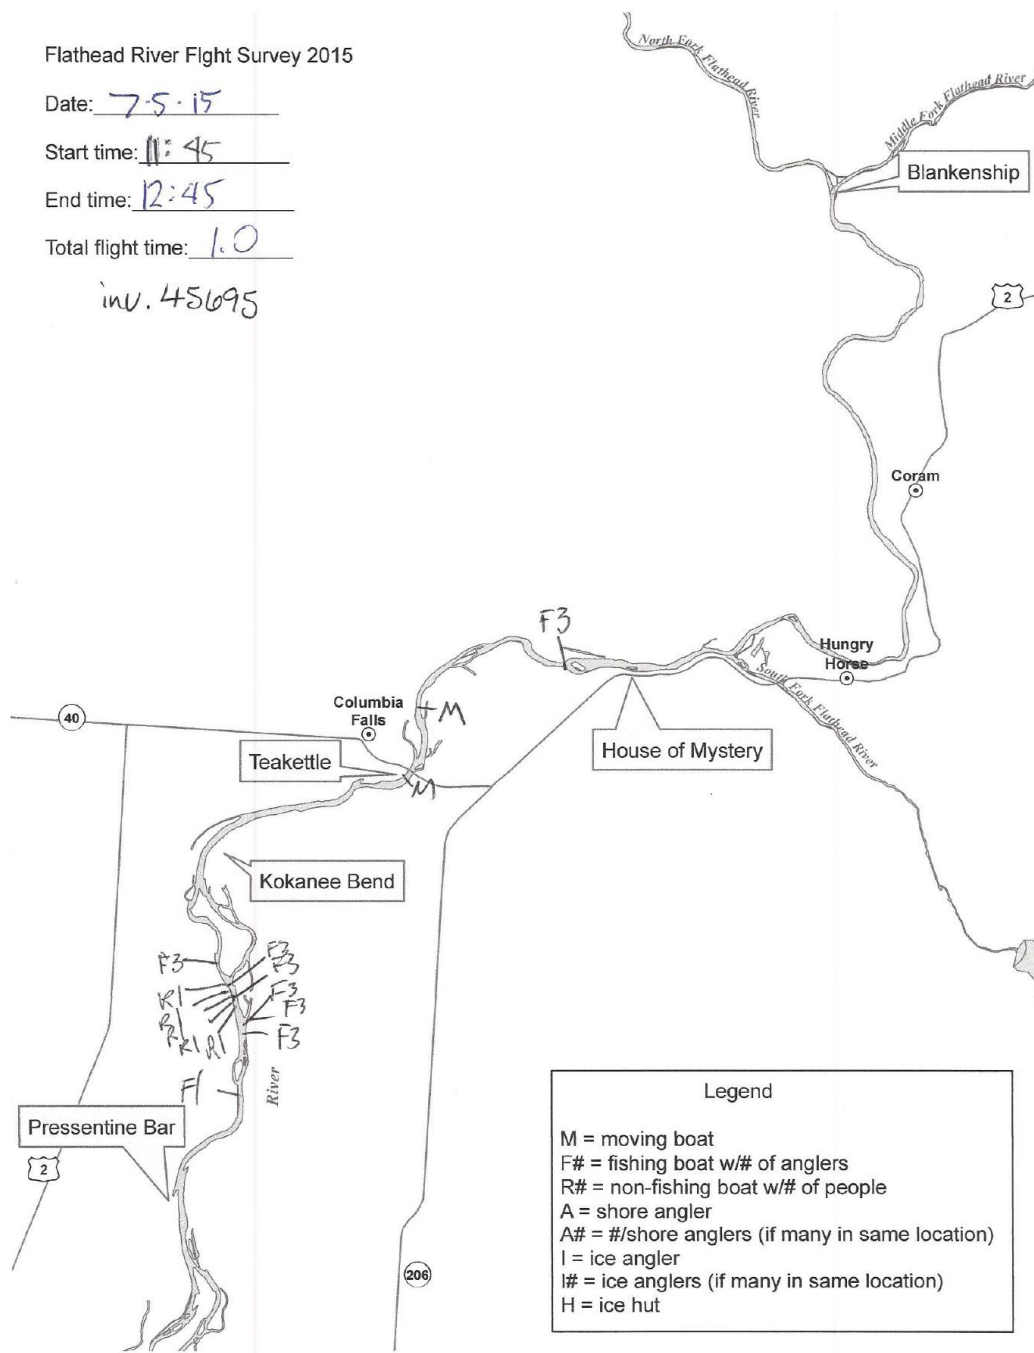 Flathead River Flght Survey 2015
Date: 7-5-15
Start time: 11:45
End time: 12:45
Total flight time: 1.0
inv. 45695
North Fork Flathead River
Middle Fork Flathead River
Blankenship
2
Coram
F3
Hungry
Horse
South Fork Flathead River
Columbia
Falls
M
40
House of Mystery
Teakettle
M
Kokanee Bend
F3
F3
F3
R1
F3
F3
R1
R1
F3
F1
River
Pressentine Bar
2
206
Legend
M = moving boat
F# = fishing boat w/# of anglers
R# = non-fishing boat w/# of people
A = shore angler
A# = #/shore anglers (if many in same location)
I = ice angler
I# = ice anglers (if many in same location)
H = ice hut